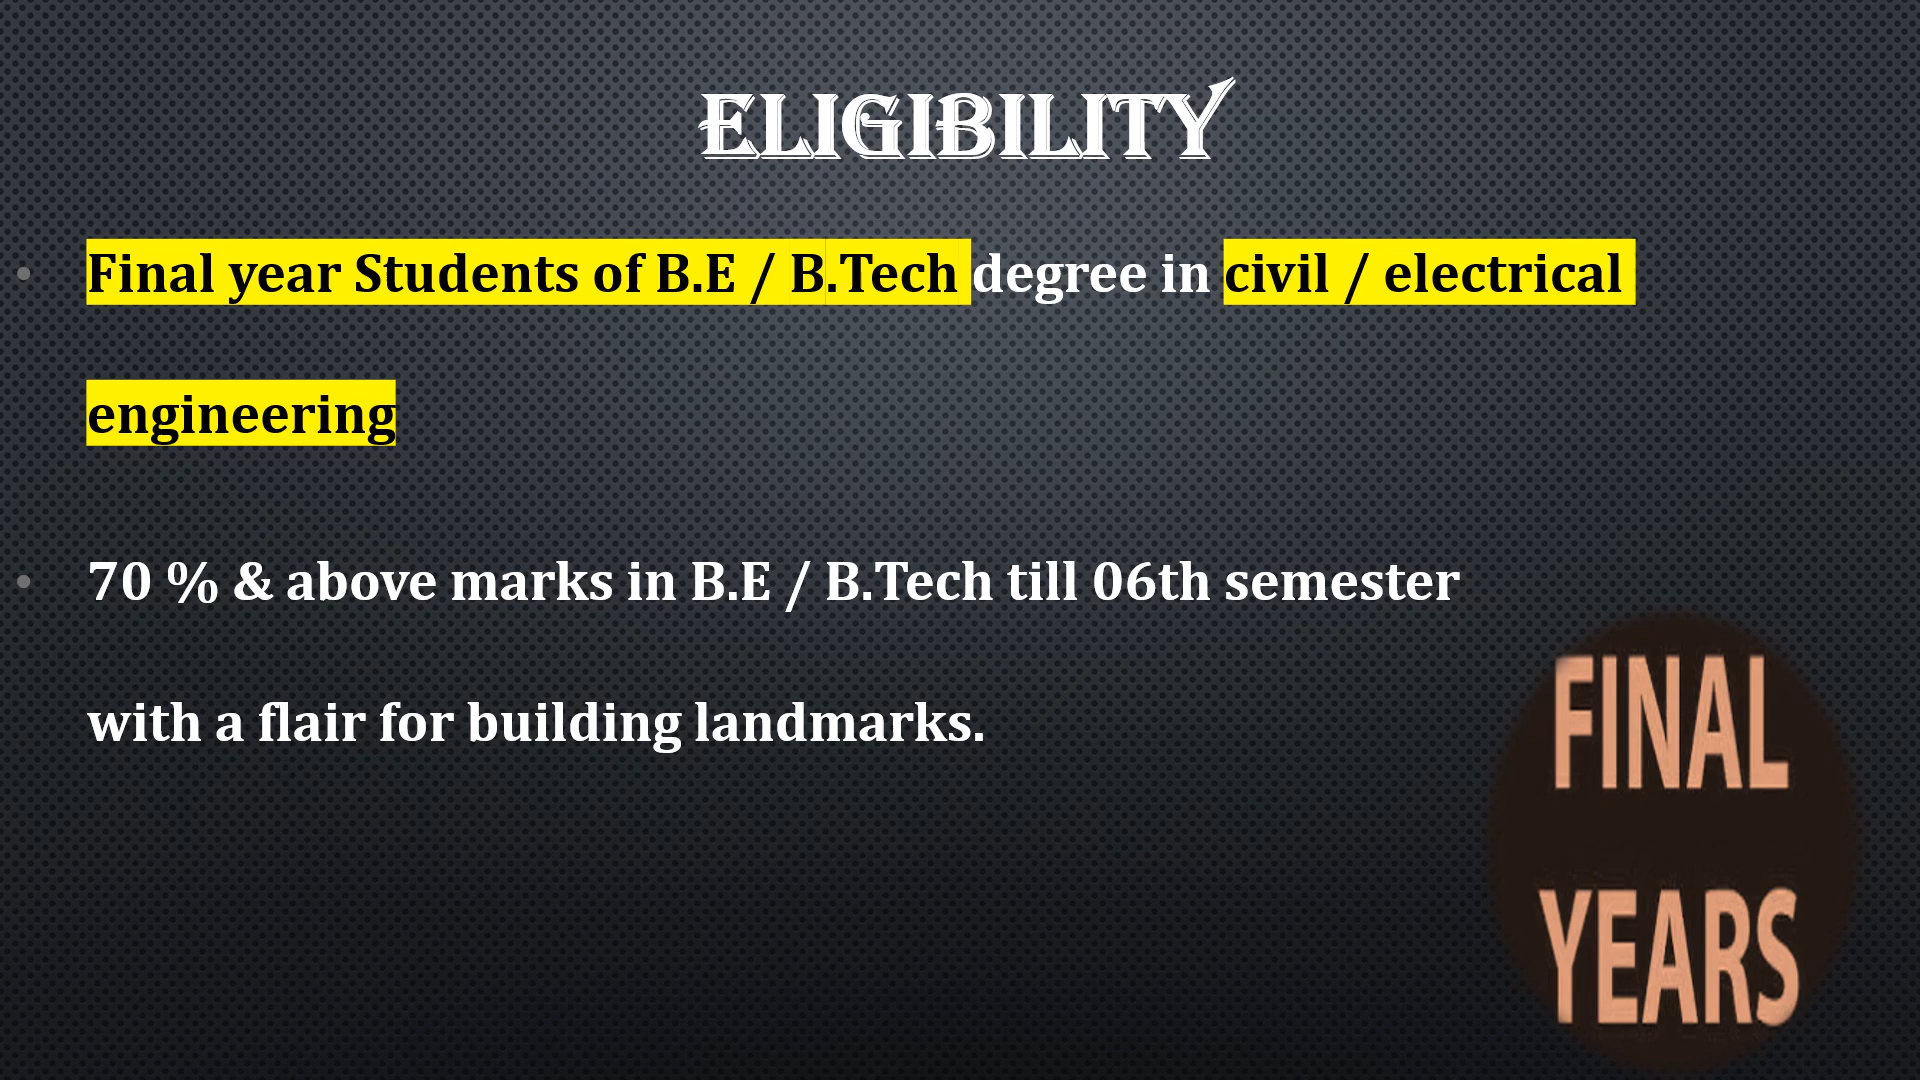 ELIGIBILITY
• Final year Students of B.E / B.Tech degree in civil / electrical
engineering
• 70 % & above marks in B.E / B.Tech till 06th semester
with a flair for building landmarks.
FINAL
YEARS